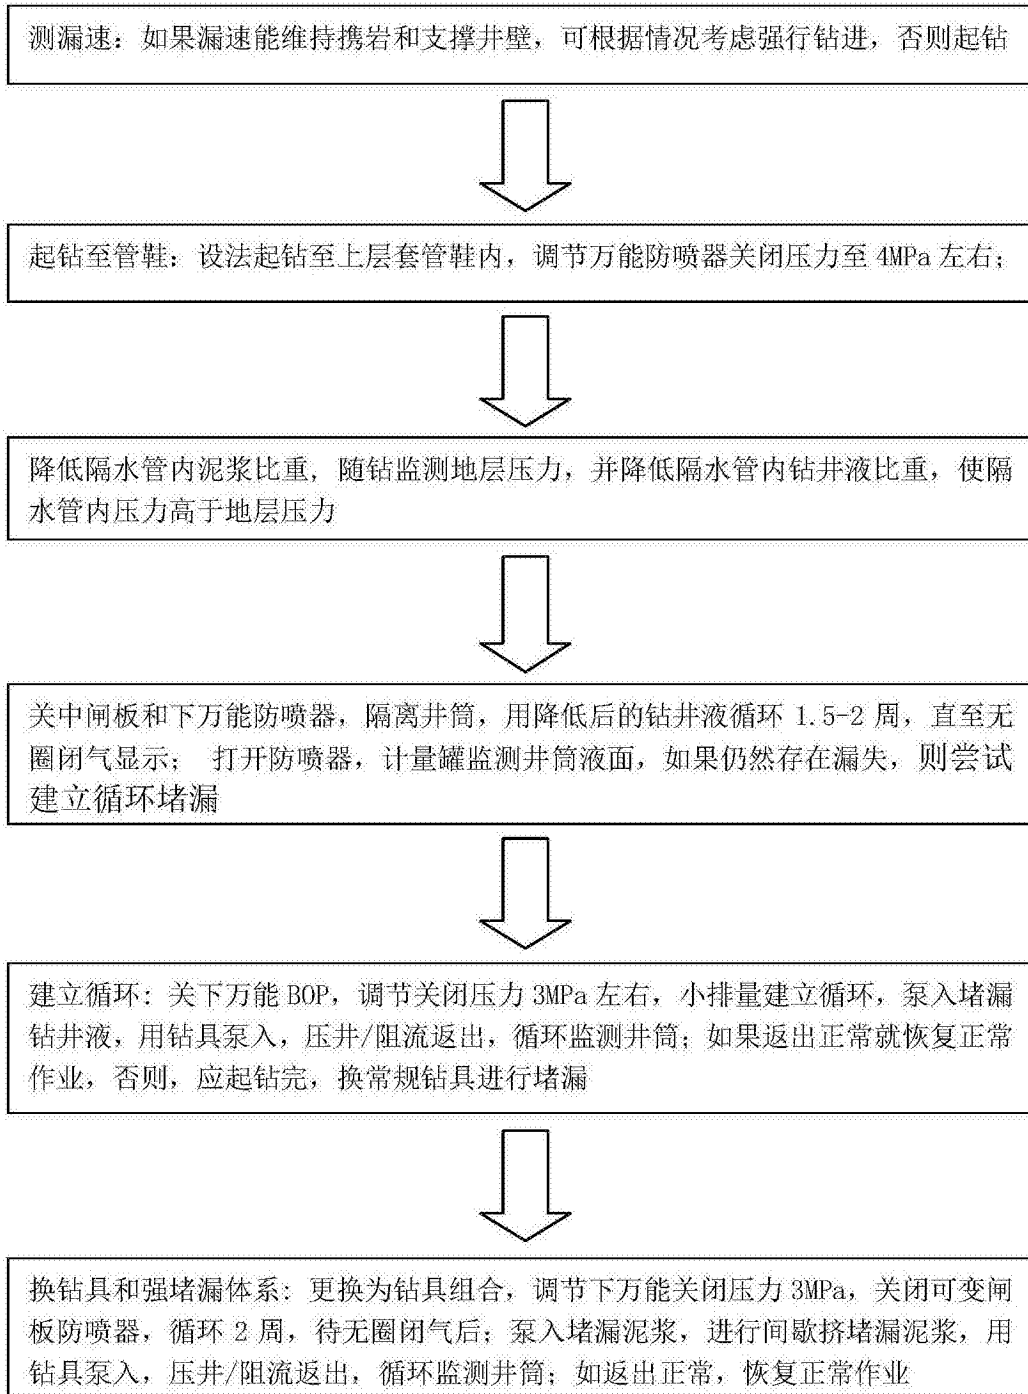 测漏速：如果漏速能维持携岩和支撑井壁，可根据情况考虑强行钻进，否则起钻
起钻至管鞋：设法起钻至上层套管鞋内，调节万能防喷器关闭压力至4MPa左右；
降低隔水管内泥浆比重，随钻监测地层压力，并降低隔水管内钻井液比重，使隔
水管内压力高于地层压力
关中闸板和下万能防喷器，隔离井筒，用降低后的钻井液循环 1.5-2 周，直至无
圈闭气显示； 打开防喷器，计量罐监测井筒液面，如果仍然存在漏失，则尝试
建立循环堵漏
建立循环：关下万能BOP，调节关闭压力3MPa左右，小排量建立循环，泵入堵漏
钻井液，用钻具泵入，压井/阻流返出，循环监测井筒；如果返出正常就恢复正常
作业，否则，应起钻完，换常规钻具进行堵漏
换钻具和强堵漏体系：更换为钻具组合，调节下万能关闭压力3MPa，关闭可变闸
板防喷器，循环2周，待无圈闭气后；泵入堵漏泥浆，进行间歇挤堵漏泥浆，用
钻具泵入，压井/阻流返出，循环监测井筒；如返出正常，恢复正常作业